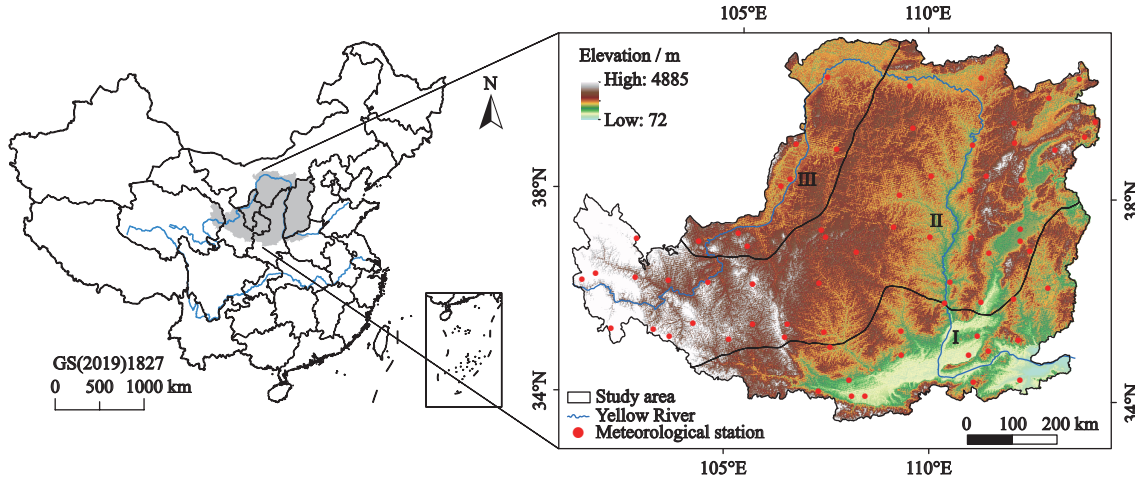 N
GS(2019)1827
0 500 1000 km
105°E 110°E
Elevation / m
High: 4885
Low: 72
38°N 38°N
III
II
I
34°N 34°N
Study area
Yellow River
Meteorological station
0 100 200 km
105°E 110°E